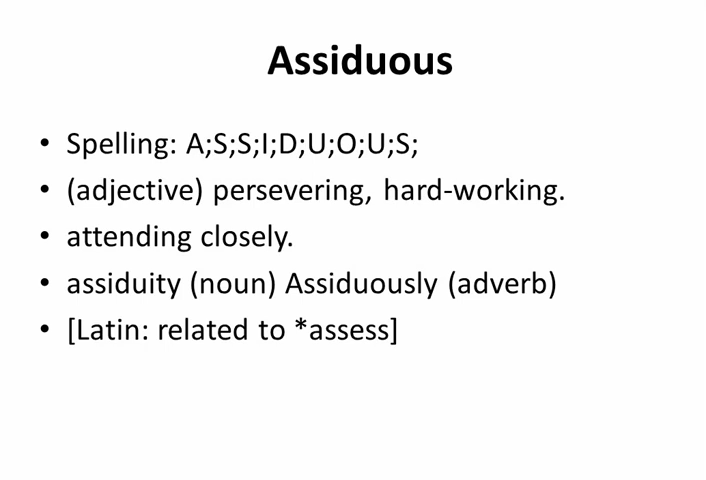 Assiduous
• Spelling: A;S;S;I;D;U;O;U;S;
• (adjective) persevering, hard-working.
• attending closely.
• assiduity (noun) Assiduously (adverb)
• [Latin: related to *assess]